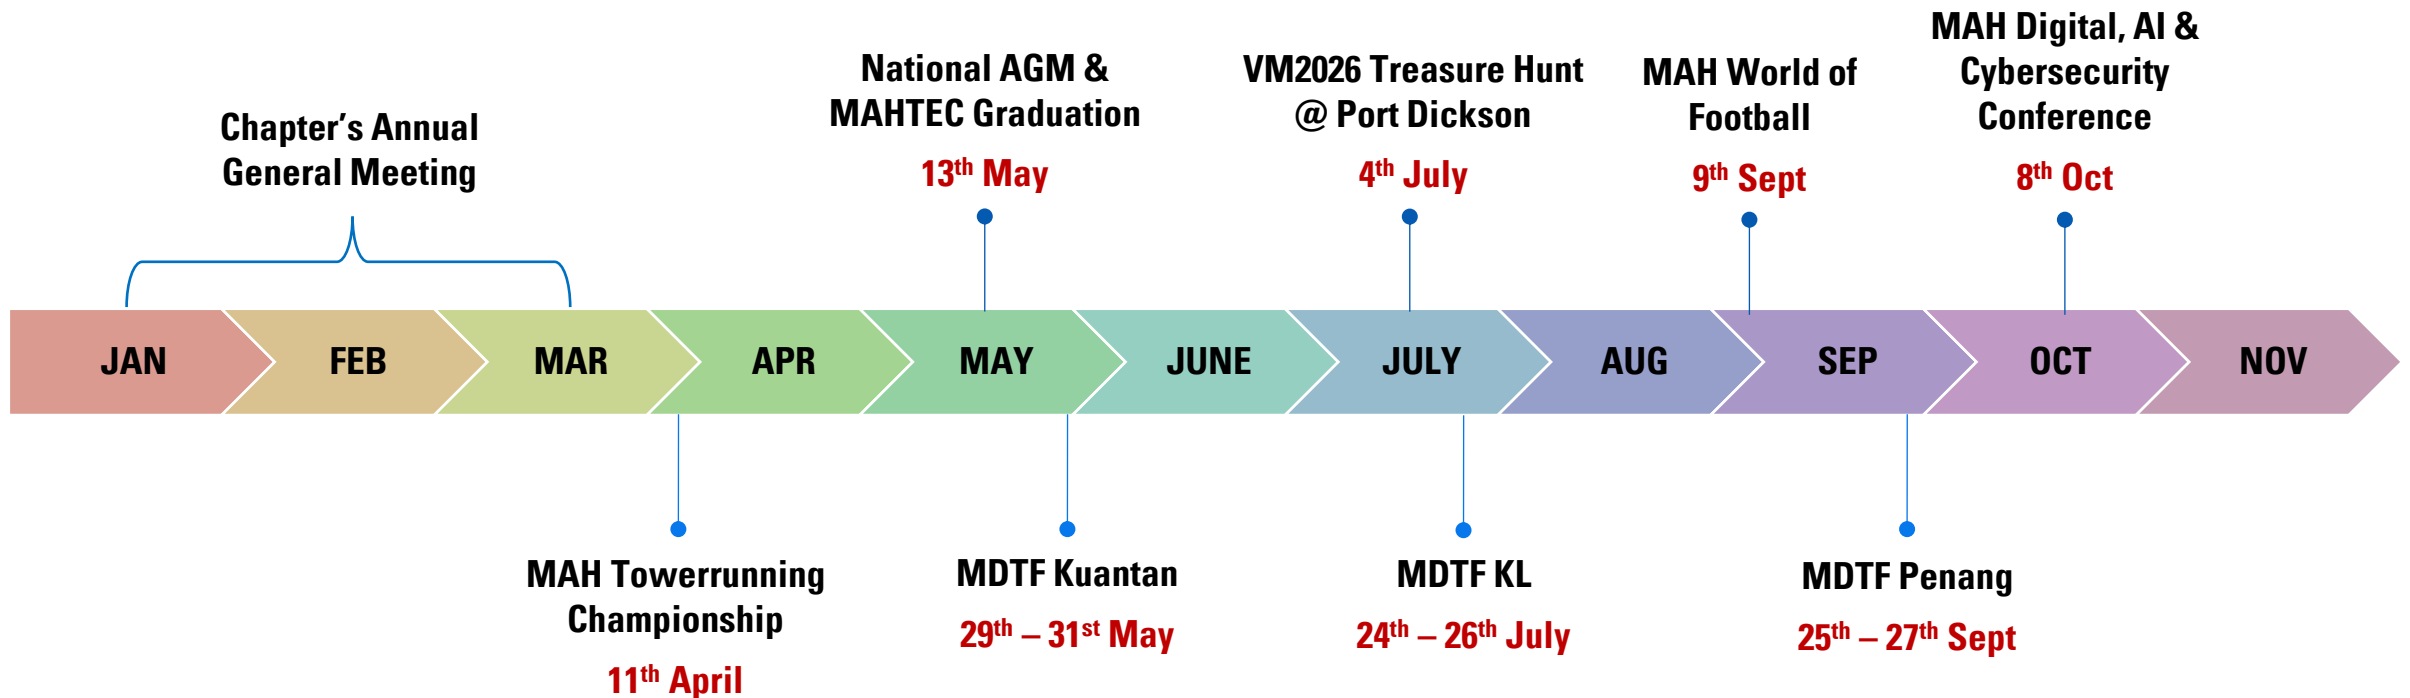 Chapter’s Annual
General Meeting
National AGM &
MAHTEC Graduation
13th May
VM2026 Treasure Hunt
@ Port Dickson
4th July
MAH World of
Football
9th Sept
MAH Digital, AI &
Cybersecurity
Conference
8th Oct
JAN
FEB
MAR
APR
MAY
JUNE
JULY
AUG
SEP
OCT
NOV
MAH Towerrunning
Championship
11th April
MDTF Kuantan
29th – 31st May
MDTF KL
24th – 26th July
MDTF Penang
25th – 27th Sept